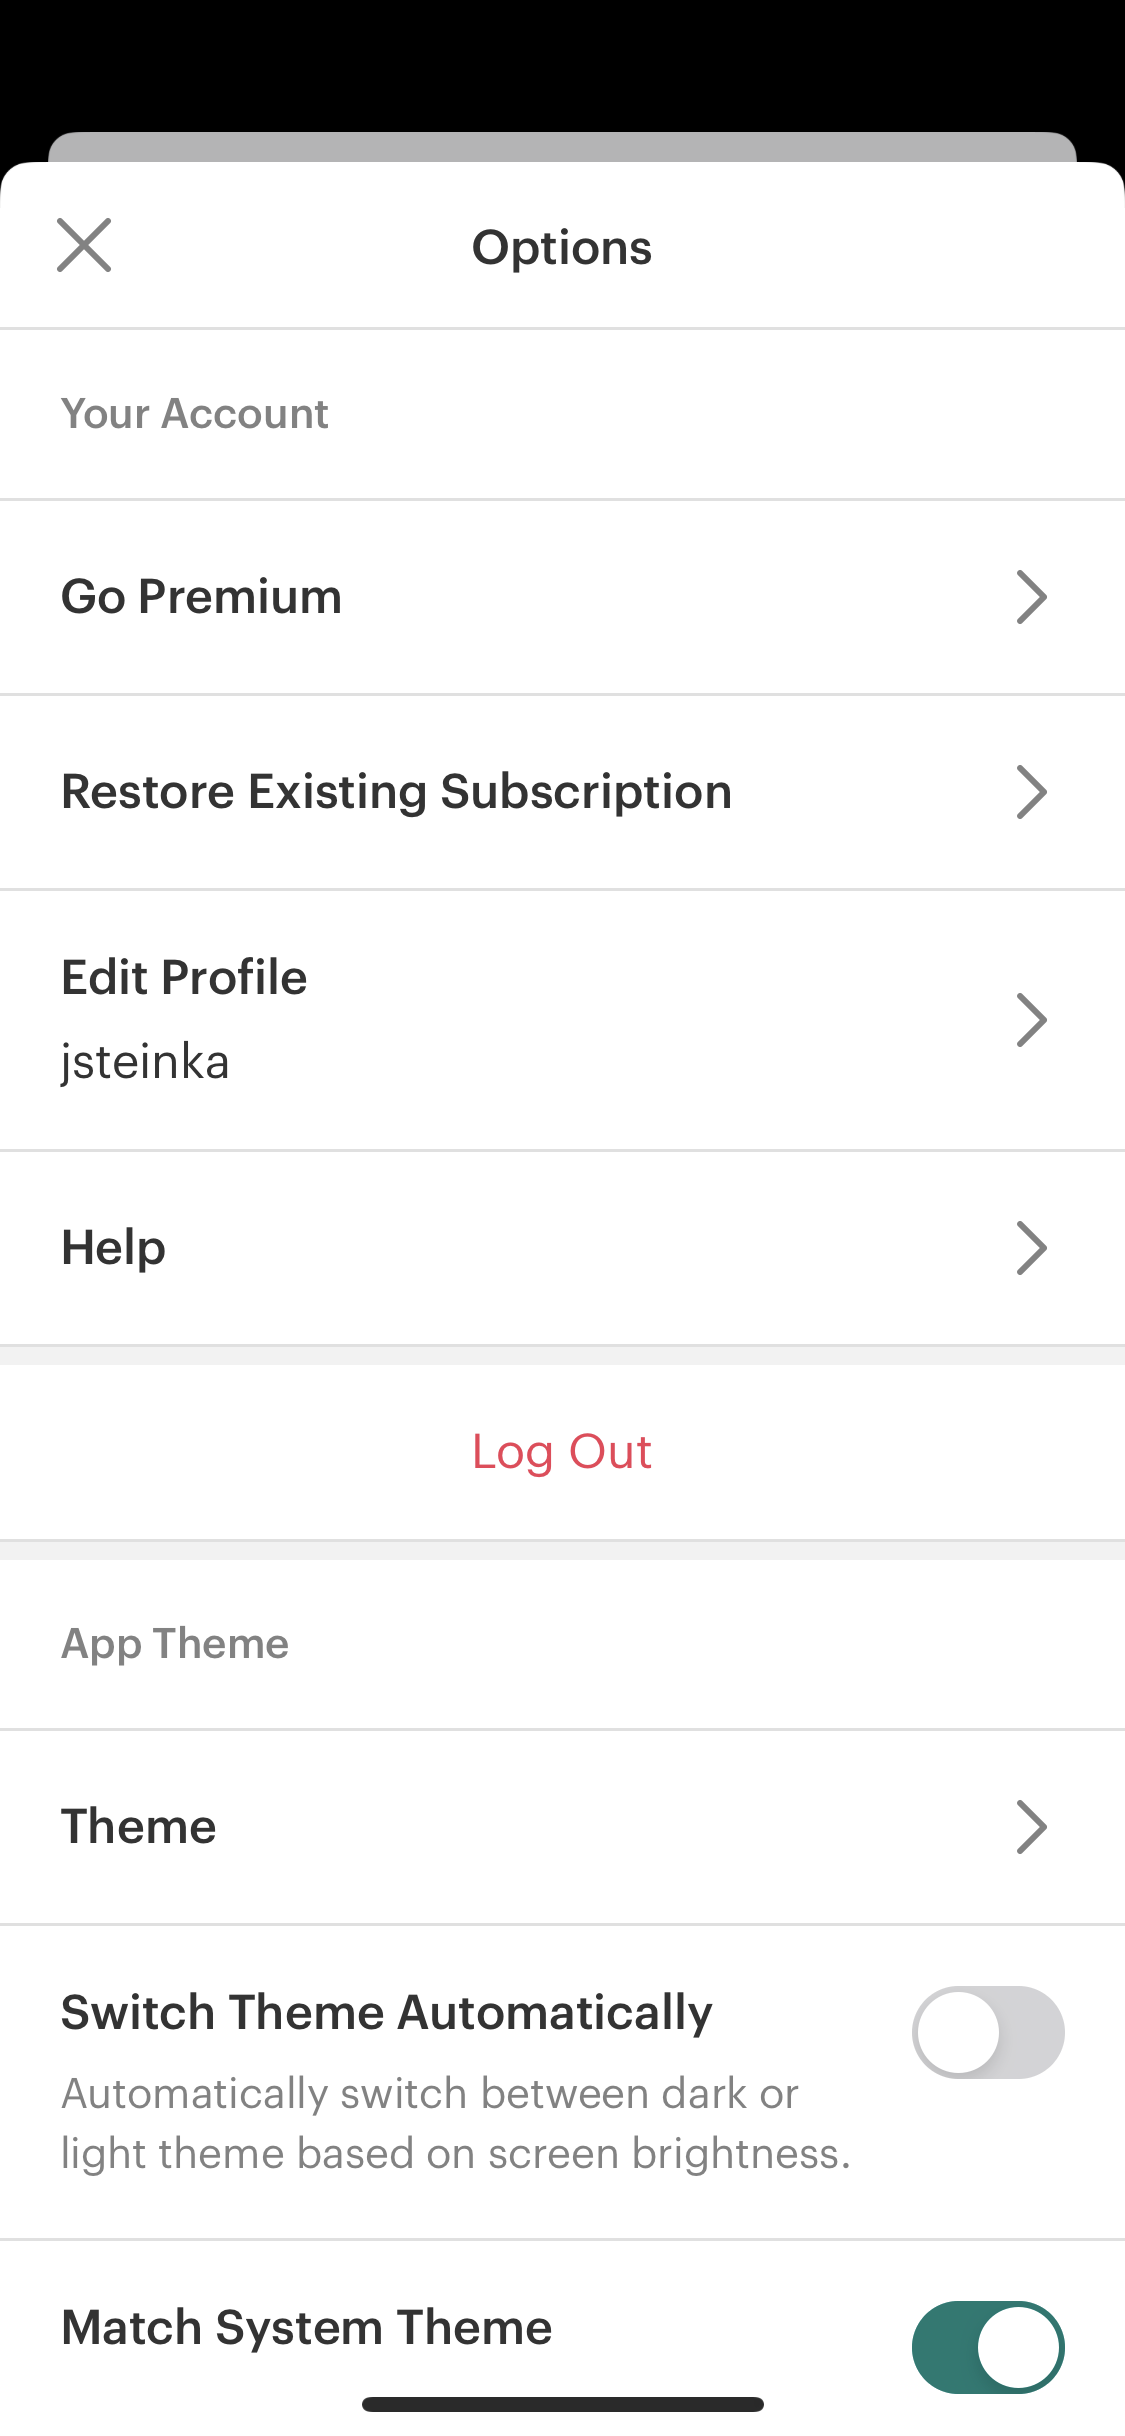 Options
Your Account
Go Premium
Restore Existing Subscription
Edit Profile
jsteinka
Help
Log Out
App Theme
Theme
Switch Theme Automatically
Automatically switch between dark or
light theme based on screen brightness.
Match System Theme